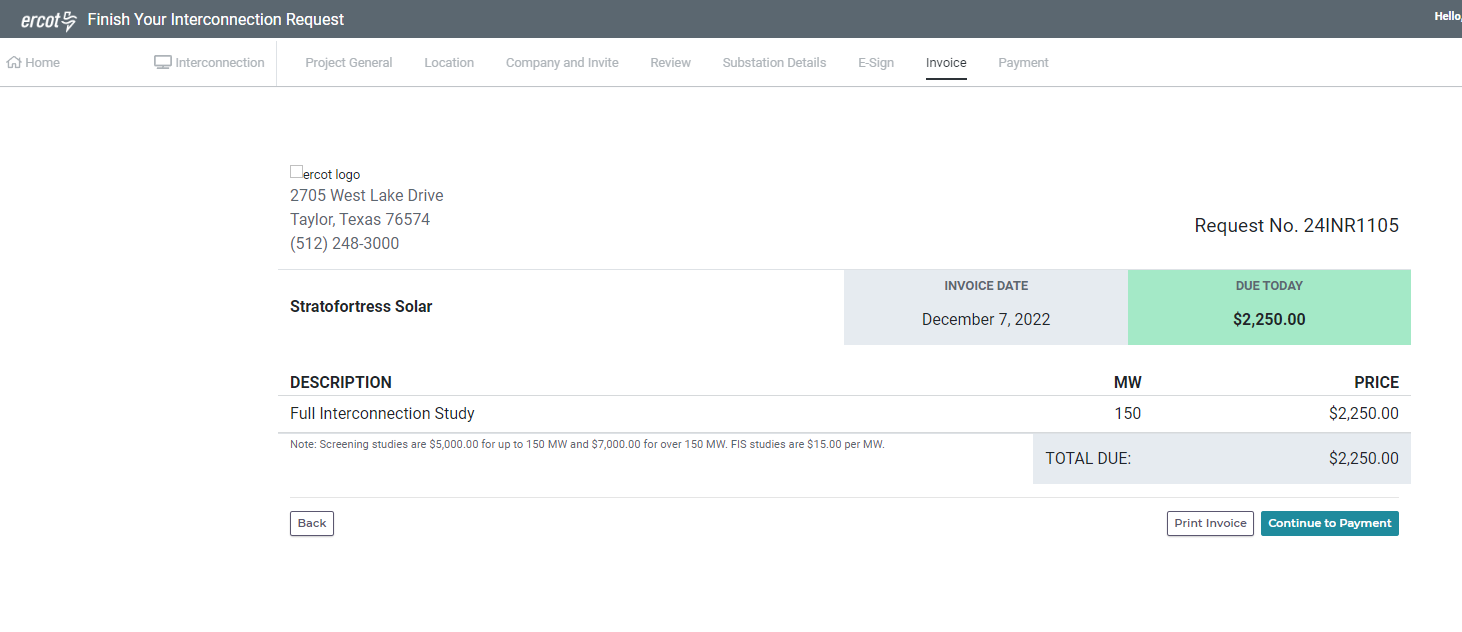 ercot Finish Your Interconnection Request Hello,
Home Interconnection Project General Location Company and Invite Review Substation Details E-Sign Invoice Payment
ercot logo
2705 West Lake Drive
Taylor, Texas 76574
(512) 248-3000
Request No. 24INR1105
Stratofortress Solar
INVOICE DATE
December 7, 2022
DUE TODAY
$2,250.00
DESCRIPTION MW PRICE
Full Interconnection Study 150 $2,250.00
Note: Screening studies are $5,000.00 for up to 150 MW and $7,000.00 for over 150 MW. FIS studies are $15.00 per MW.
TOTAL DUE: $2,250.00
Back Print Invoice Continue to Payment